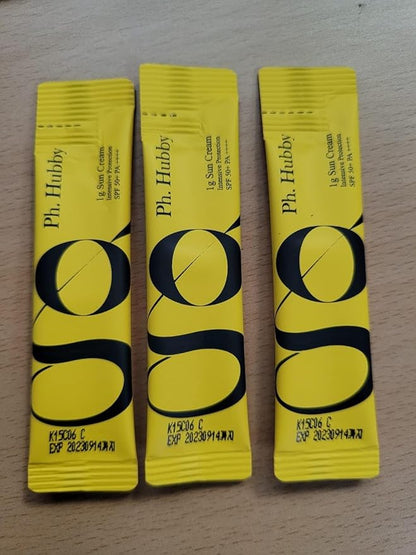 Ph. Hubby
1g Sun Cream
Intensive Protection
SPF 50+ PA ++++
g
K15C06 C
EXP 20230914까지
Ph. Hubby
1g Sun Cream
Intensive Protection
SPF 50+ PA ++++
g
K15C06 C
EXP 20230914까지
Ph. Hubby
1g Sun Cream
Intensive Protection
SPF 50+ PA ++++
g
K15C06 C
EXP 20230914까지